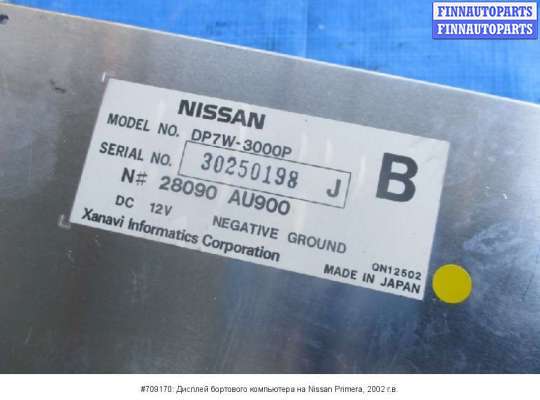 FINNAUTOPARTS
FINNAUTOPARTS
NISSAN
MODEL NO. DP7W-3000P
SERIAL NO. 30250198 J
B
N# 28090 AU900
DC 12V NEGATIVE GROUND
Xanavi Informatics Corporation
QN12502
MADE IN JAPAN
#709170: Дисплей бортового компьютера на Nissan Primera, 2002 г.в.